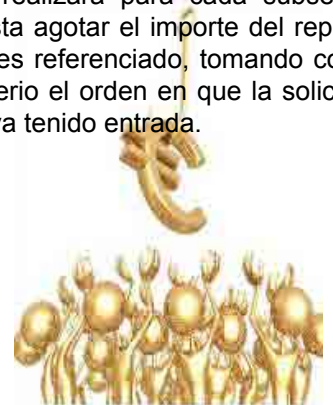 realizará para cada subse
sta agotar el importe del rep
es referenciado, tomando co
erio el orden en que la solic
ya tenido entrada.